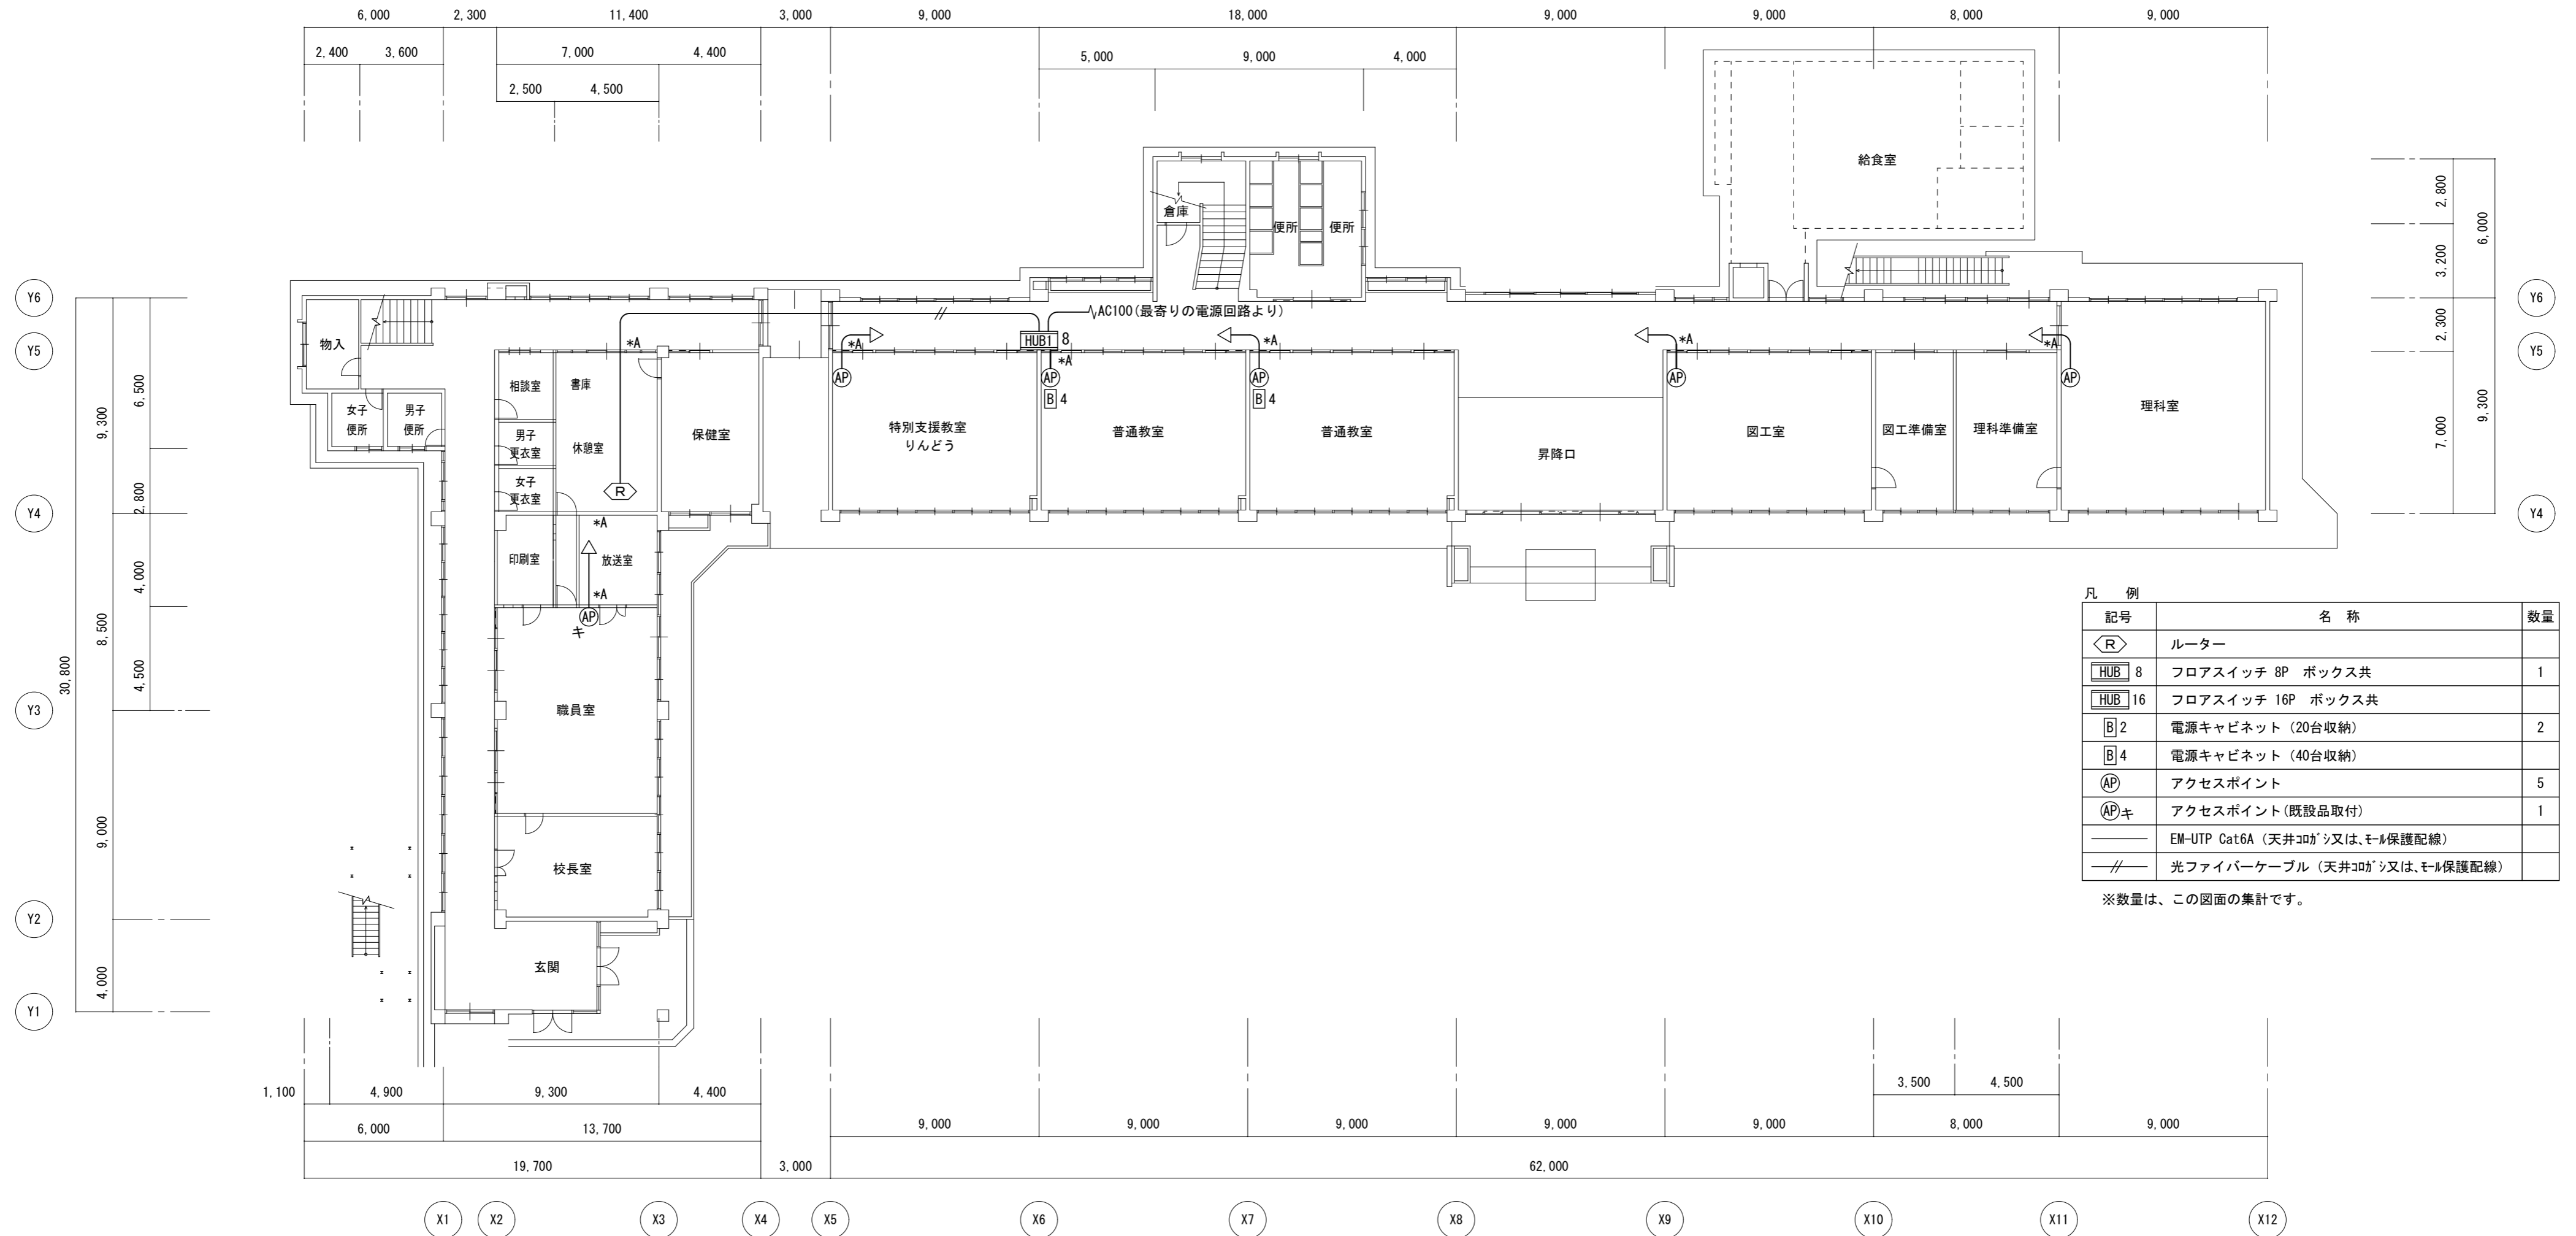 6,000 2,300 11,400 3,000 9,000 18,000 9,000 9,000 8,000 9,000
2,400 3,600 7,000 4,400 5,000 9,000 4,000
2,500 4,500
給食室
倉庫
便所 便所
2,800
6,000
3,200
Y6 Y6
AC100(最寄りの電源回路より)
物入
*A
*A
HUB1 8
*A
*A
*A
*A
2,300
Y5 Y5
AP AP AP AP AP
B 4 B 4
相談室
書庫
女子
便所
男子
便所
男子
更衣室
休憩室
保健室
特別支援教室
りんどう
普通教室
普通教室
昇降口
図工室
図工準備室
理科準備室
理科室
女子
更衣室
R
6,500
9,300
2,800
7,000
9,300
Y4 Y4
*A
印刷室
放送室
*A
AP
キ
4,000
8,500
4,500
30,800
Y3
職員室
校長室
9,000
Y2
玄関
4,000
Y1
凡 例
記号 名 称 数量
R ルーター
HUB 8 フロアスイッチ 8P ボックス共 1
HUB 16 フロアスイッチ 16P ボックス共
B 2 電源キャビネット（20台収納） 2
B 4 電源キャビネット（40台収納）
AP アクセスポイント 5
AP キ アクセスポイント(既設品取付) 1
EM-UTP Cat6A（天井ｺﾛｶﾞｼ又は、ﾓｰﾙ保護配線）
光ファイバーケーブル（天井ｺﾛｶﾞｼ又は、ﾓｰﾙ保護配線）
※数量は、この図面の集計です。
1,100 4,900 9,300 4,400 3,500 4,500
6,000 13,700 9,000 9,000 9,000 9,000 9,000 8,000 9,000
19,700 3,000 62,000
X1 X2 X3 X4 X5 X6 X7 X8 X9 X10 X11 X12